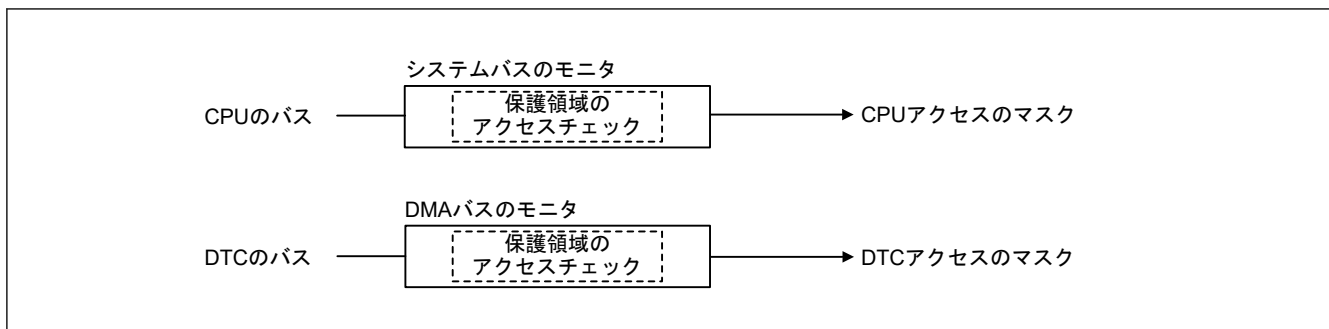 システムバスのモニタ
CPUのバス
保護領域の
アクセスチェック
CPUアクセスのマスク
DMAバスのモニタ
DTCのバス
保護領域の
アクセスチェック
DTCアクセスのマスク